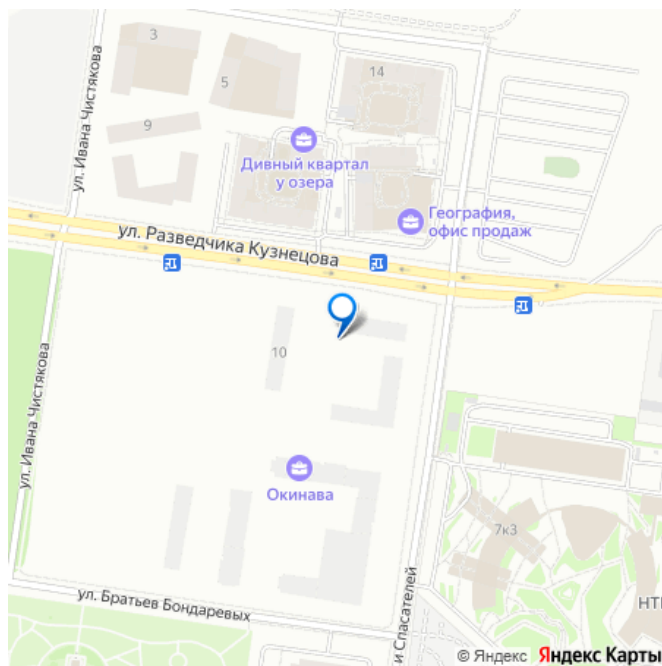 3
5
14
9
ул. Ивана Чистякова
Дивный квартал
у озера
География,
офис продаж
ул. Разведчика Кузнецова
10
ул. Ивана Чистякова
Окинава
7к3
НТ
и Спасателей
ул. Братьев Бондаревых
© Яндекс Яндекс Карты